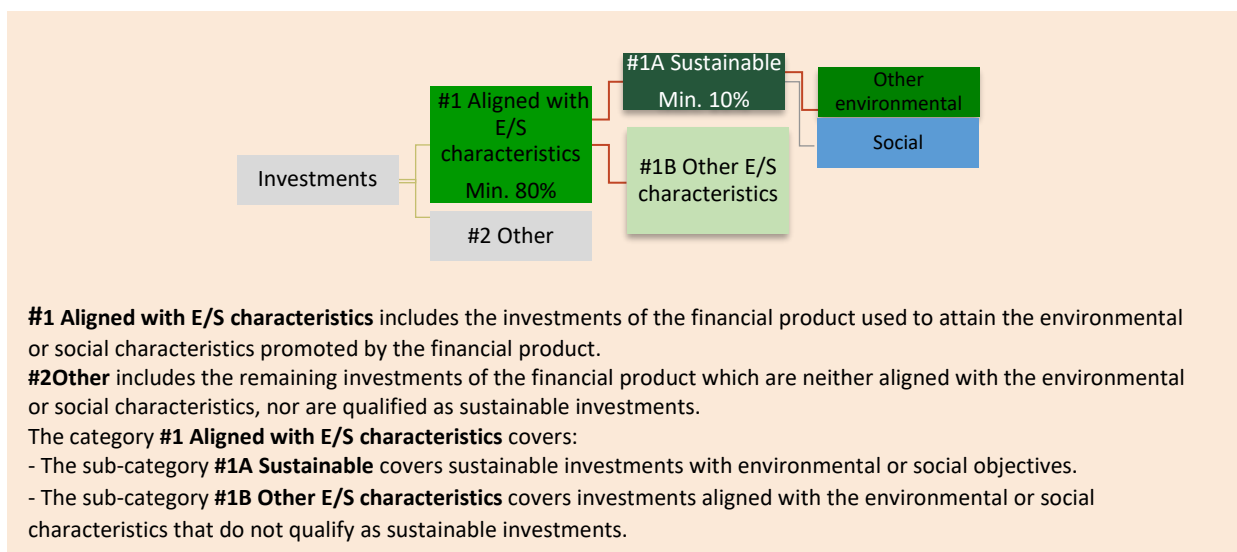 #1A Sustainable
Min. 10%
Other
environmental
Social
#1 Aligned with
E/S
characteristics
Min. 80%
#1B Other E/S
characteristics
Investments
#2 Other
#1 Aligned with E/S characteristics includes the investments of the financial product used to attain the environmental
or social characteristics promoted by the financial product.
#2Other includes the remaining investments of the financial product which are neither aligned with the environmental
or social characteristics, nor are qualified as sustainable investments.
The category #1 Aligned with E/S characteristics covers:
- The sub-category #1A Sustainable covers sustainable investments with environmental or social objectives.
- The sub-category #1B Other E/S characteristics covers investments aligned with the environmental or social
characteristics that do not qualify as sustainable investments.